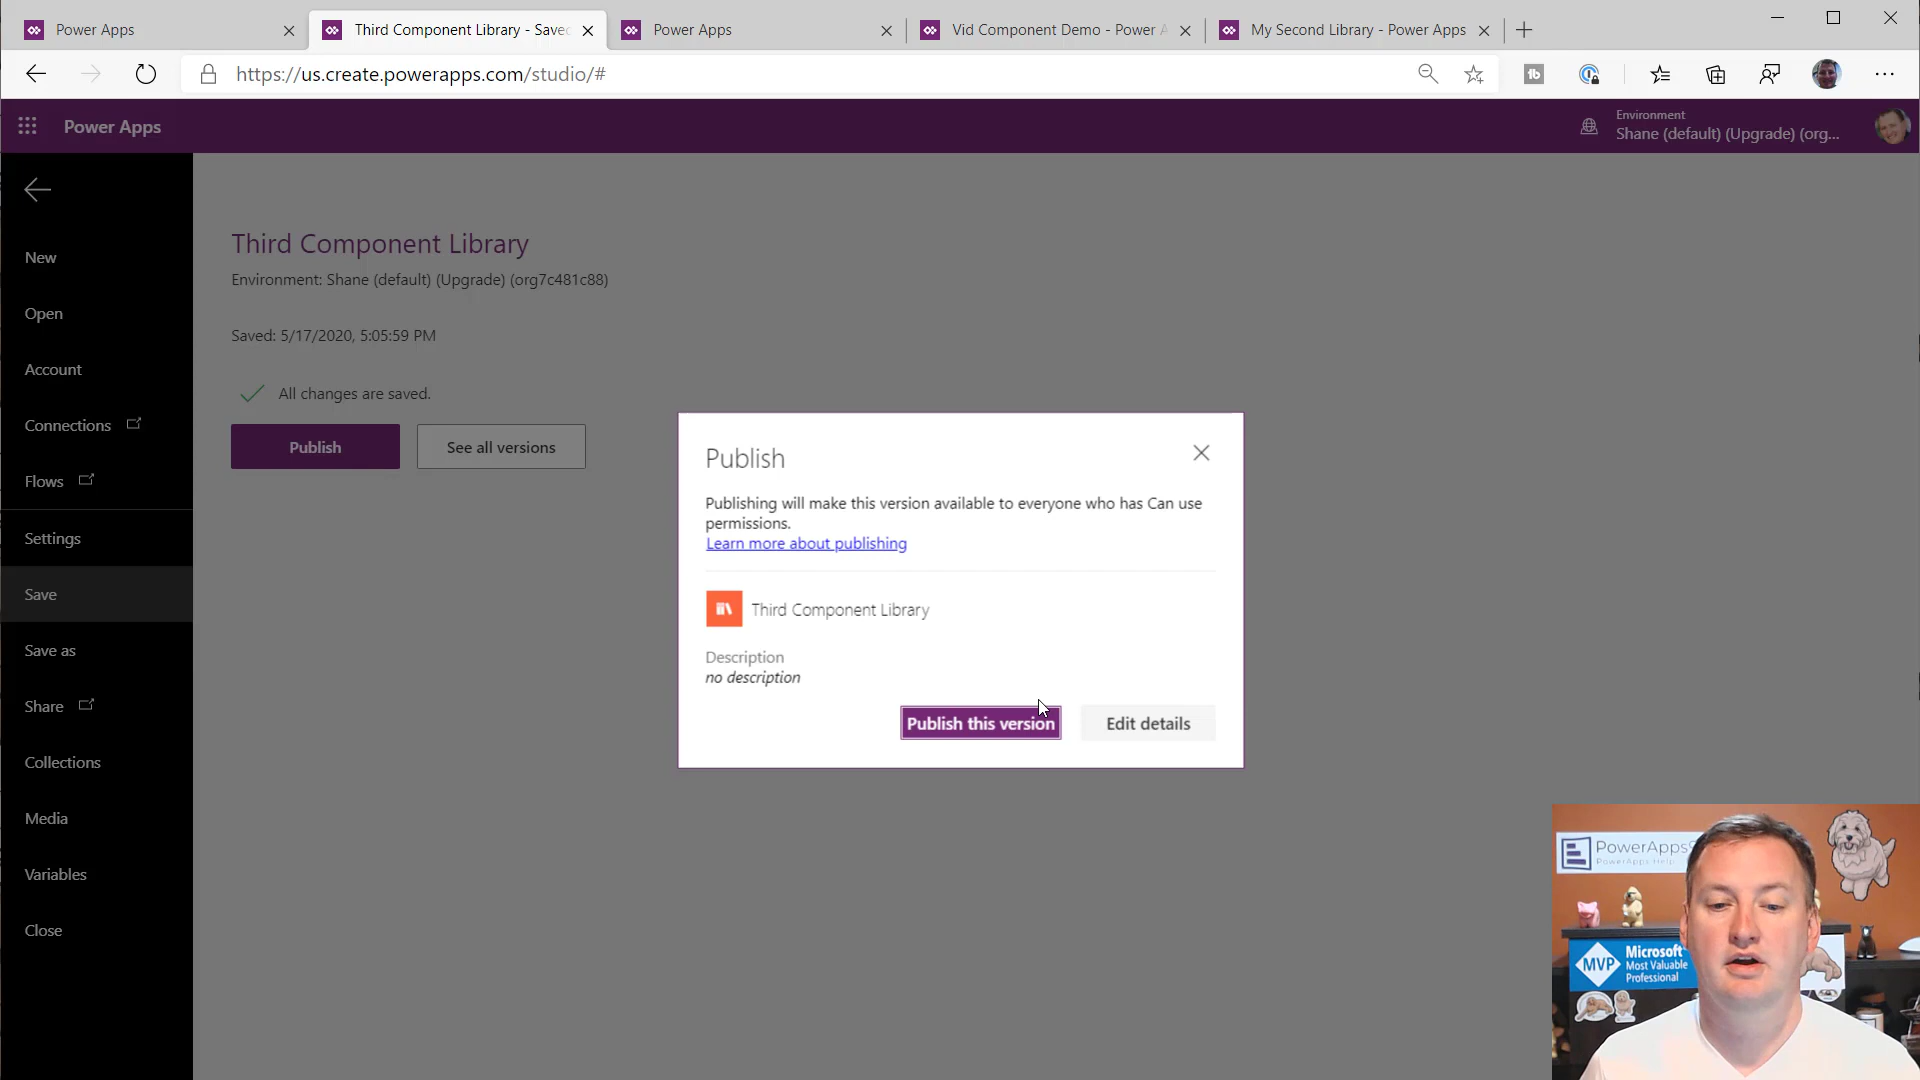 Power Apps
Third Component Library - Saved
Power Apps
Vid Component Demo - Power A
My Second Library - Power Apps
https://us.create.powerapps.com/studio/#
Power Apps
Environment
Shane (default) (Upgrade) (org...
New
Open
Account
Connections
Flows
Settings
Save
Save as
Share
Collections
Media
Variables
Close
Third Component Library
Environment: Shane (default) (Upgrade) (org7c481c88)
Saved: 5/17/2020, 5:05:59 PM
All changes are saved.
Publish
See all versions
Publish
Publishing will make this version available to everyone who has Can use
permissions.
Learn more about publishing
Third Component Library
Description
no description
Publish this version
Edit details
PowerApps
PowerApps Help
MVP
Microsoft
Most Valuable
Professional